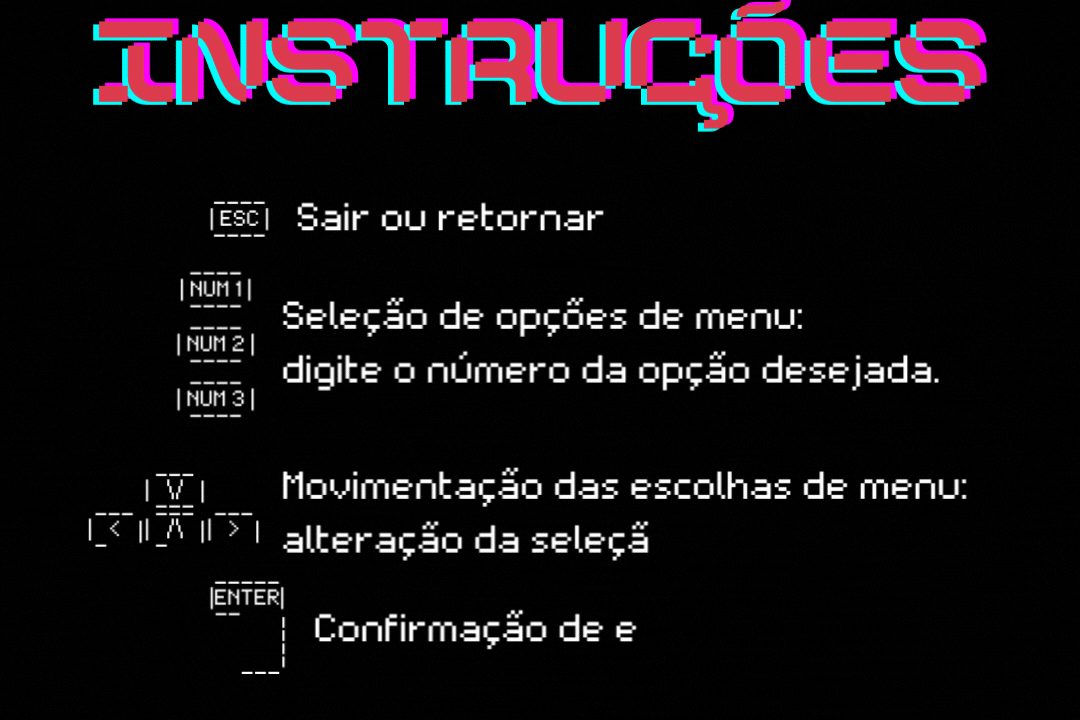 INSTRUÇÕES
ESC Sair ou retornar
NUM 1
NUM 2
NUM 3
Seleção de opções de menu:
digite o número da opção desejada.
Movimentação das escolhas de menu:
alteração da seleçã
ENTER
Confirmação de e